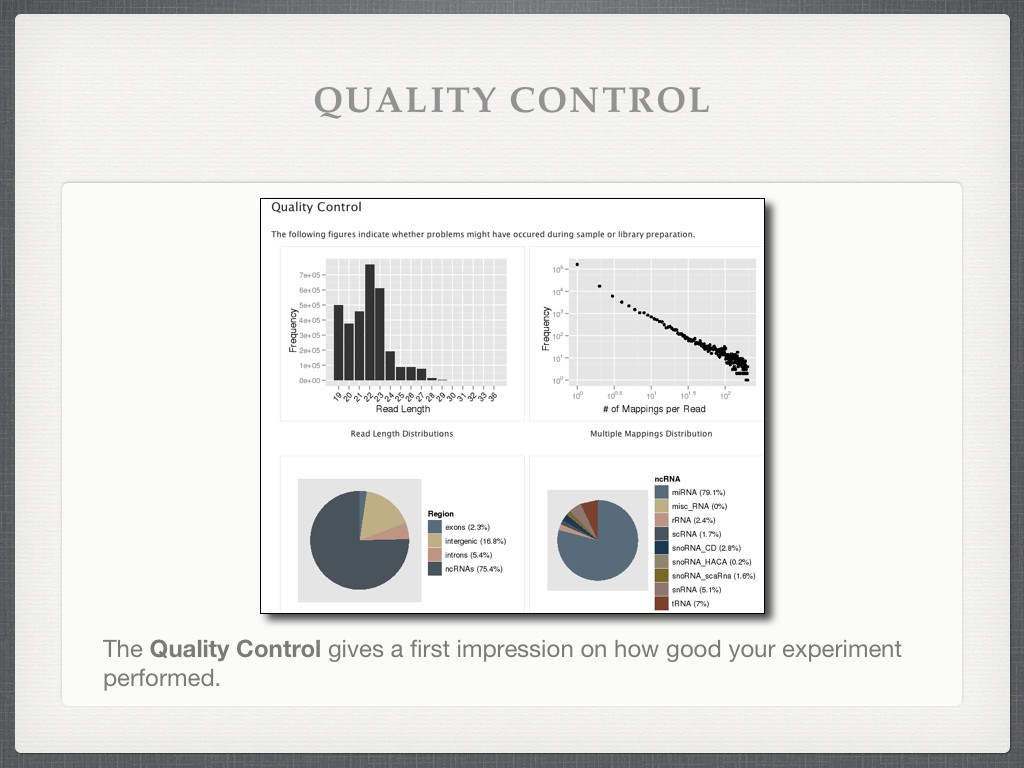 QUALITY CONTROL
Quality Control
The following figures indicate whether problems might have occured during sample or library preparation.
Frequency
7e+05
6e+05
5e+05
4e+05
3e+05
2e+05
1e+05
0e+00
19 20 21 22 23 24 25 26 27 28 29 30 31 32 33 36
Read Length
Read Length Distributions
Frequency
10^5
10^4
10^3
10^2
10^1
10^0
10^0 10^0.5 10^1 10^1.5 10^2
# of Mappings per Read
Multiple Mappings Distribution
Region
exons (2.3%)
intergenic (16.8%)
introns (5.4%)
ncRNAs (75.4%)
ncRNA
miRNA (79.1%)
misc_RNA (0%)
rRNA (2.4%)
scRNA (1.7%)
snoRNA_CD (2.8%)
snoRNA_HACA (0.2%)
snoRNA_scaRna (1.6%)
snRNA (5.1%)
tRNA (7%)
The Quality Control gives a first impression on how good your experiment
performed.